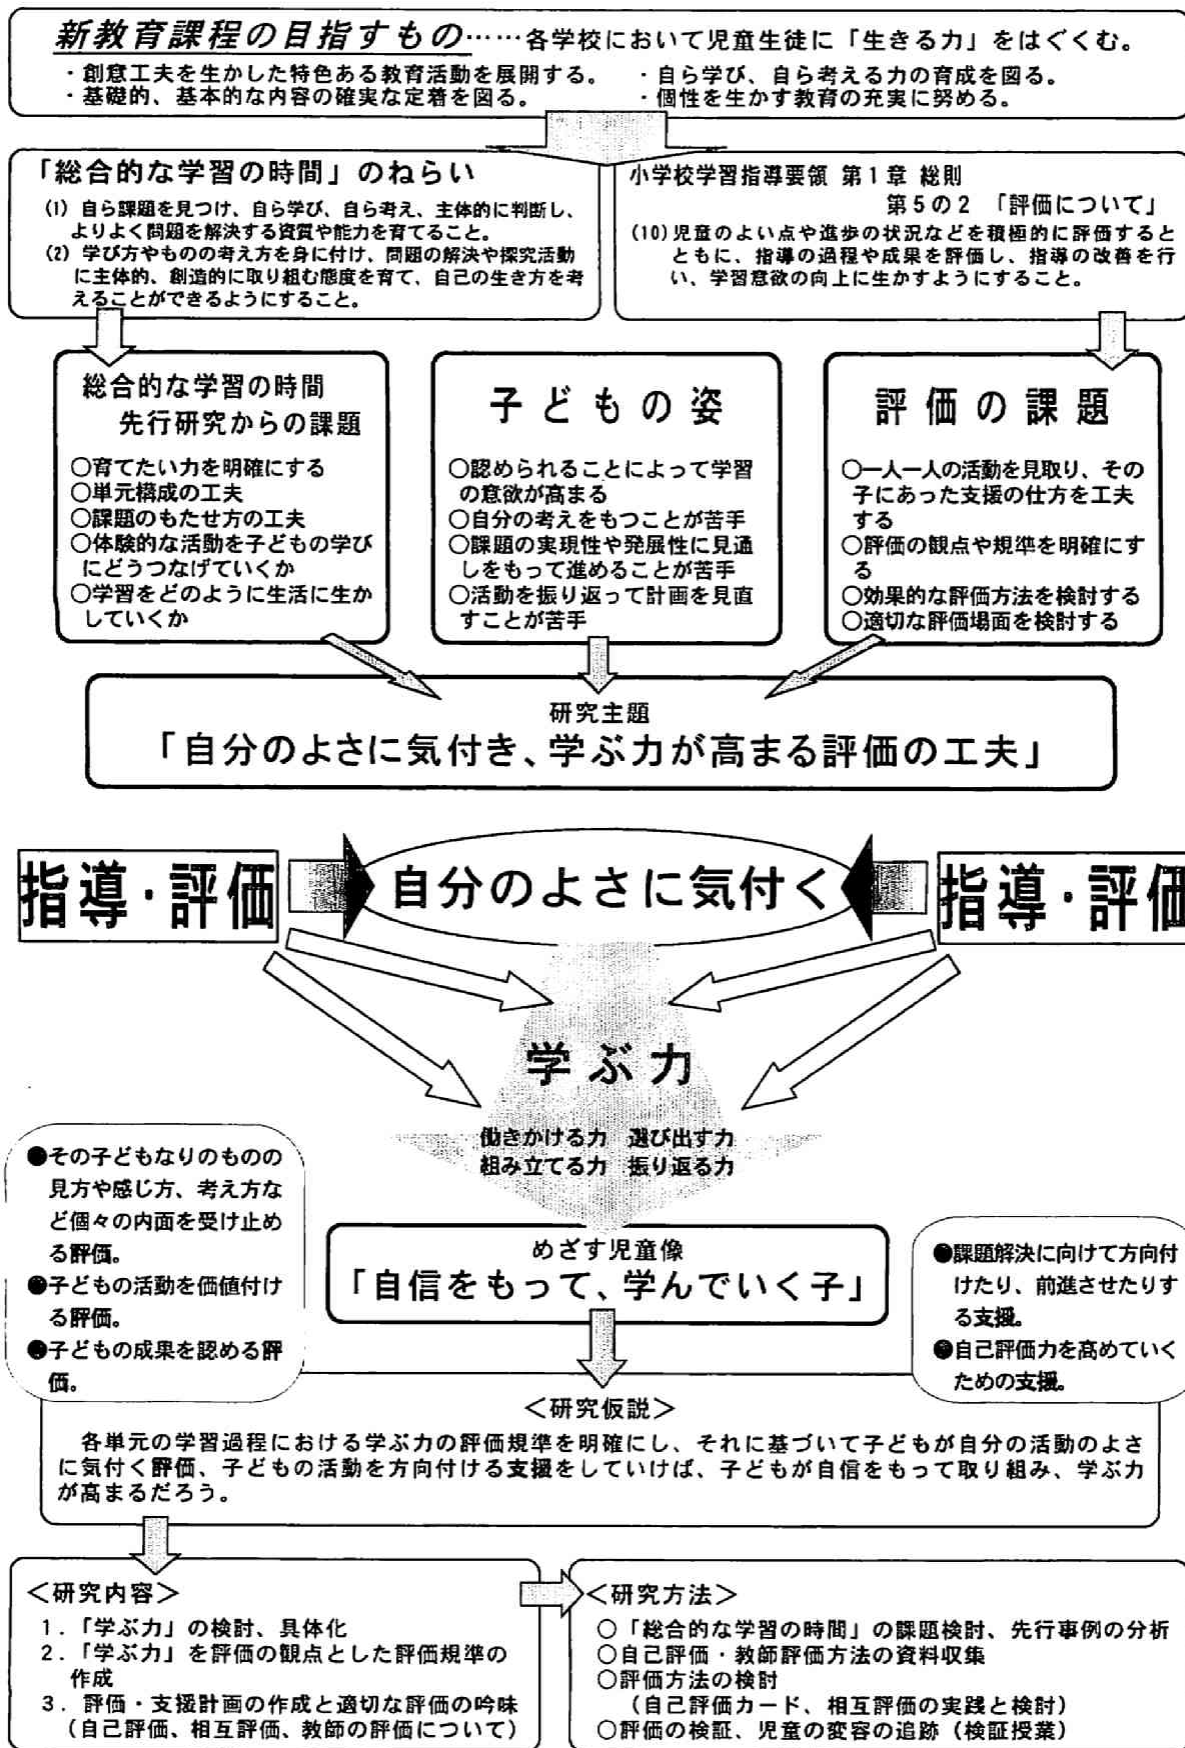 新教育課程の目指すもの……各学校において児童生徒に「生きる力」をはぐくむ。
・創意工夫を生かした特色ある教育活動を展開する。 ・自ら学び、自ら考える力の育成を図る。
・基礎的、基本的な内容の確実な定着を図る。 ・個性を生かす教育の充実に努める。
「総合的な学習の時間」のねらい
(1) 自ら課題を見つけ、自ら学び、自ら考え、主体的に判断し、
よりよく問題を解決する資質や能力を育てること。
(2) 学び方やものの考え方を身に付け、問題の解決や探究活動
に主体的、創造的に取り組む態度を育て、自己の生き方を考
えることができるようにすること。
小学校学習指導要領 第1章 総則
第5の2 「評価について」
(10)児童のよい点や進歩の状況などを積極的に評価すると
ともに、指導の過程や成果を評価し、指導の改善を行
い、学習意欲の向上に生かすようにすること。
総合的な学習の時間
先行研究からの課題
○育てたい力を明確にする
○単元構成の工夫
○課題のもたせ方の工夫
○体験的な活動を子どもの学び
にどうつなげていくか
○学習をどのように生活に生か
していくか
子どもの姿
○認められることによって学習
の意欲が高まる
○自分の考えをもつことが苦手
○課題の実現性や発展性に見通
しをもって進めることが苦手
○活動を振り返って計画を見直
すことが苦手
評価の課題
○一人一人の活動を見取り、その
子にあった支援の仕方を工夫
する
○評価の観点や規準を明確にす
る
○効果的な評価方法を検討する
○適切な評価場面を検討する
研究主題
「自分のよさに気付き、学ぶ力が高まる評価の工夫」
指導・評価
自分のよさに気付く
指導・評価
学ぶ力
働きかける力 選び出す力
組み立てる力 振り返る力
●その子どもなりのものの
見方や感じ方、考え方な
ど個々の内面を受け止め
る評価。
●子どもの活動を価値付け
る評価。
●子どもの成果を認める評
価。
めざす児童像
「自信をもって、学んでいく子」
●課題解決に向けて方向付
けたり、前進させたりす
る支援。
●自己評価力を高めていく
ための支援。
＜研究仮説＞
各単元の学習過程における学ぶ力の評価規準を明確にし、それに基づいて子どもが自分の活動のよさ
に気付く評価、子どもの活動を方向付ける支援をしていけば、子どもが自信をもって取り組み、学ぶ力
が高まるだろう。
＜研究内容＞
1．「学ぶ力」の検討、具体化
2．「学ぶ力」を評価の観点とした評価規準の
作成
3．評価・支援計画の作成と適切な評価の吟味
（自己評価、相互評価、教師の評価について）
＜研究方法＞
○「総合的な学習の時間」の課題検討、先行事例の分析
○自己評価・教師評価方法の資料収集
○評価方法の検討
（自己評価カード、相互評価の実践と検討）
○評価の検証、児童の変容の追跡（検証授業）